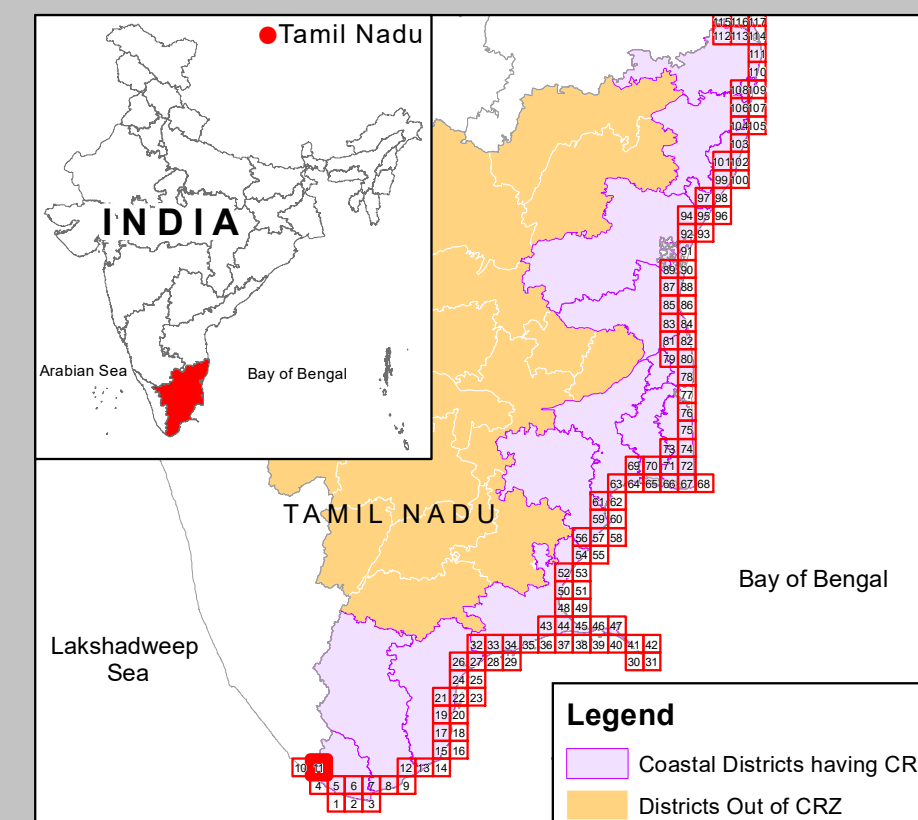 Tamil Nadu
INDIA
Arabian Sea
Bay of Bengal
TAMIL NADU
Lakshadweep
Sea
Bay of Bengal
115 116 117
112 113 114
111
110
108 109
106 107
104 105
103
101 102
99 100
97 98
94 95 96
92 93
91
89 90
87 88
85 86
83 84
81 82
79 80
78
77
76
75
73 74
69 70 71 72
63 64 65 66 67 68
61 62
59 60
56 57 58
54 55
52 53
50 51
48 49
43 44 45 46 47
32 33 34 35 36 37 38 39 40 41 42
26 27 28 29 30 31
24 25
21 22 23
19 20
17 18
15 16
10 11 12 13 14
4 5 6 7 8 9
1 2 3
Legend
Coastal Districts having CR
Districts Out of CRZ